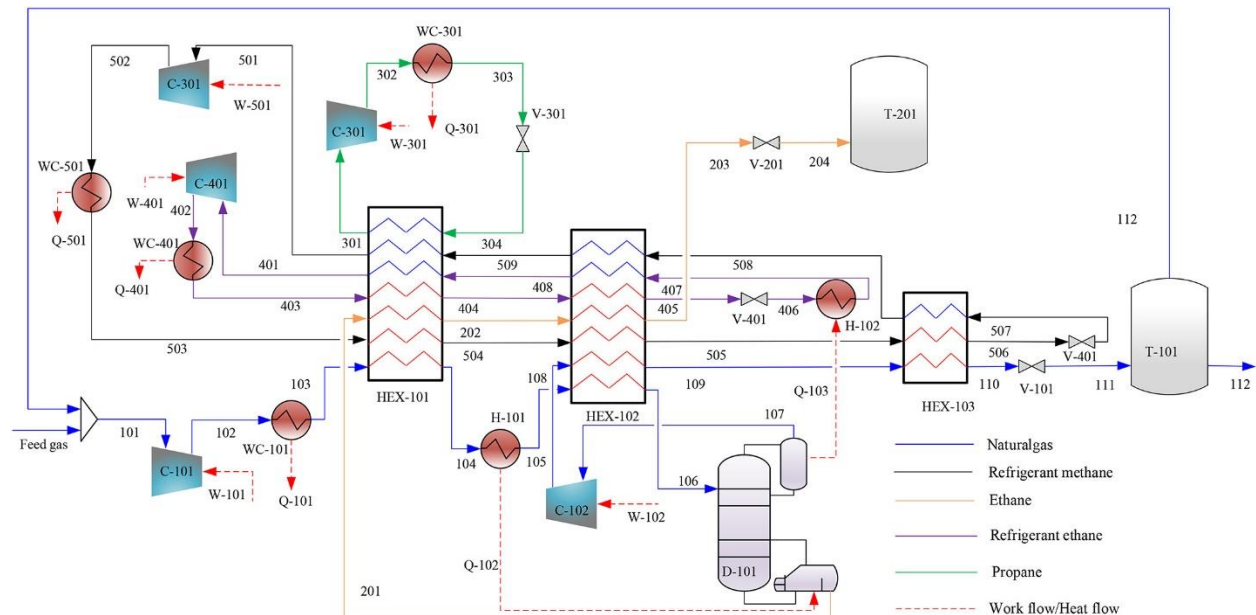 WC-301
502
501
302
303
C-301
W-501
C-301
V-301
W-301
Q-301
T-201
203
V-201
204
WC-501
C-401
W-401
402
Q-501
WC-401
Q-401
401
403
503
301
304
509
408
404
202
504
508
407
405
V-401
406
H-102
505
109
108
112
507
506
V-401
110
V-101
111
T-101
112
HEX-101
HEX-102
HEX-103
Q-103
103
H-101
107
Feed gas
101
102
WC-101
104
105
C-101
W-101
Q-101
C-102
W-102
106
D-101
Q-102
201
Naturalgas
Refrigerant methane
Ethane
Refrigerant ethane
Propane
Work flow/Heat flow